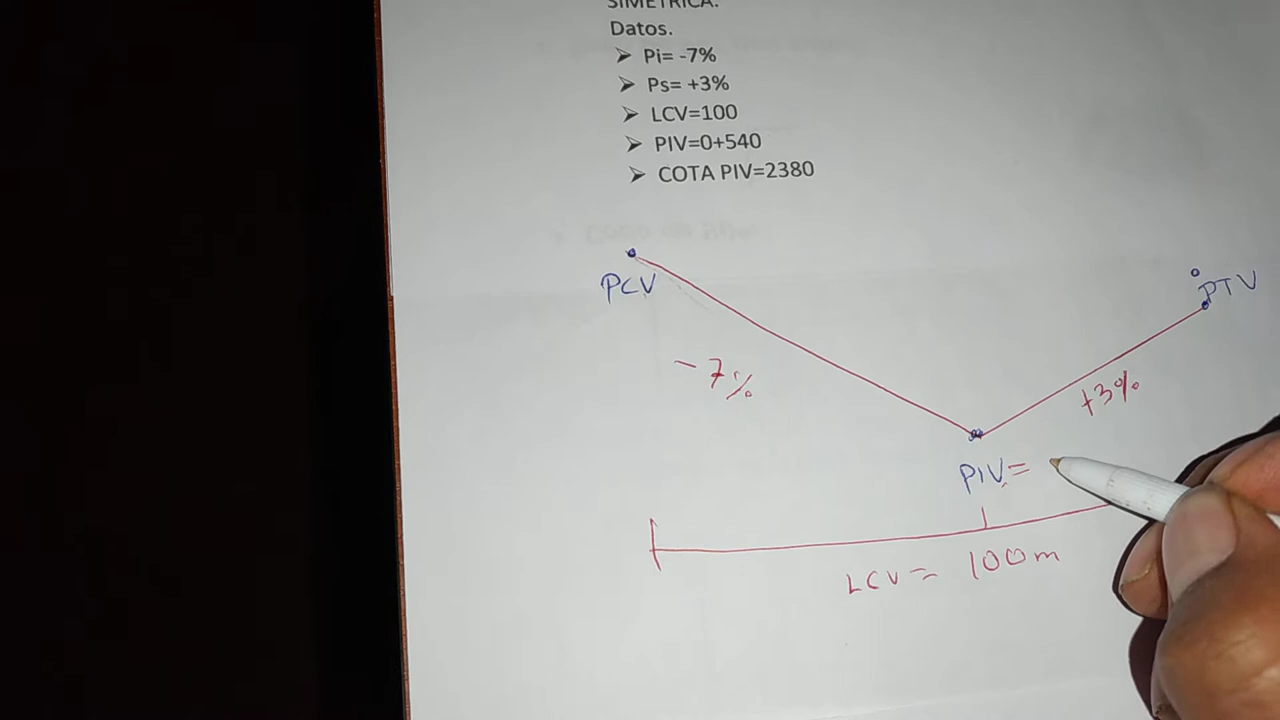 SIMETRICA.
Datos.
➢ Pi= -7%
➢ Ps= +3%
➢ LCV=100
➢ PIV=0+540
➢ COTA PIV=2380
PCV
PTV
-7%
+3%
PIV=
LCV= 100m